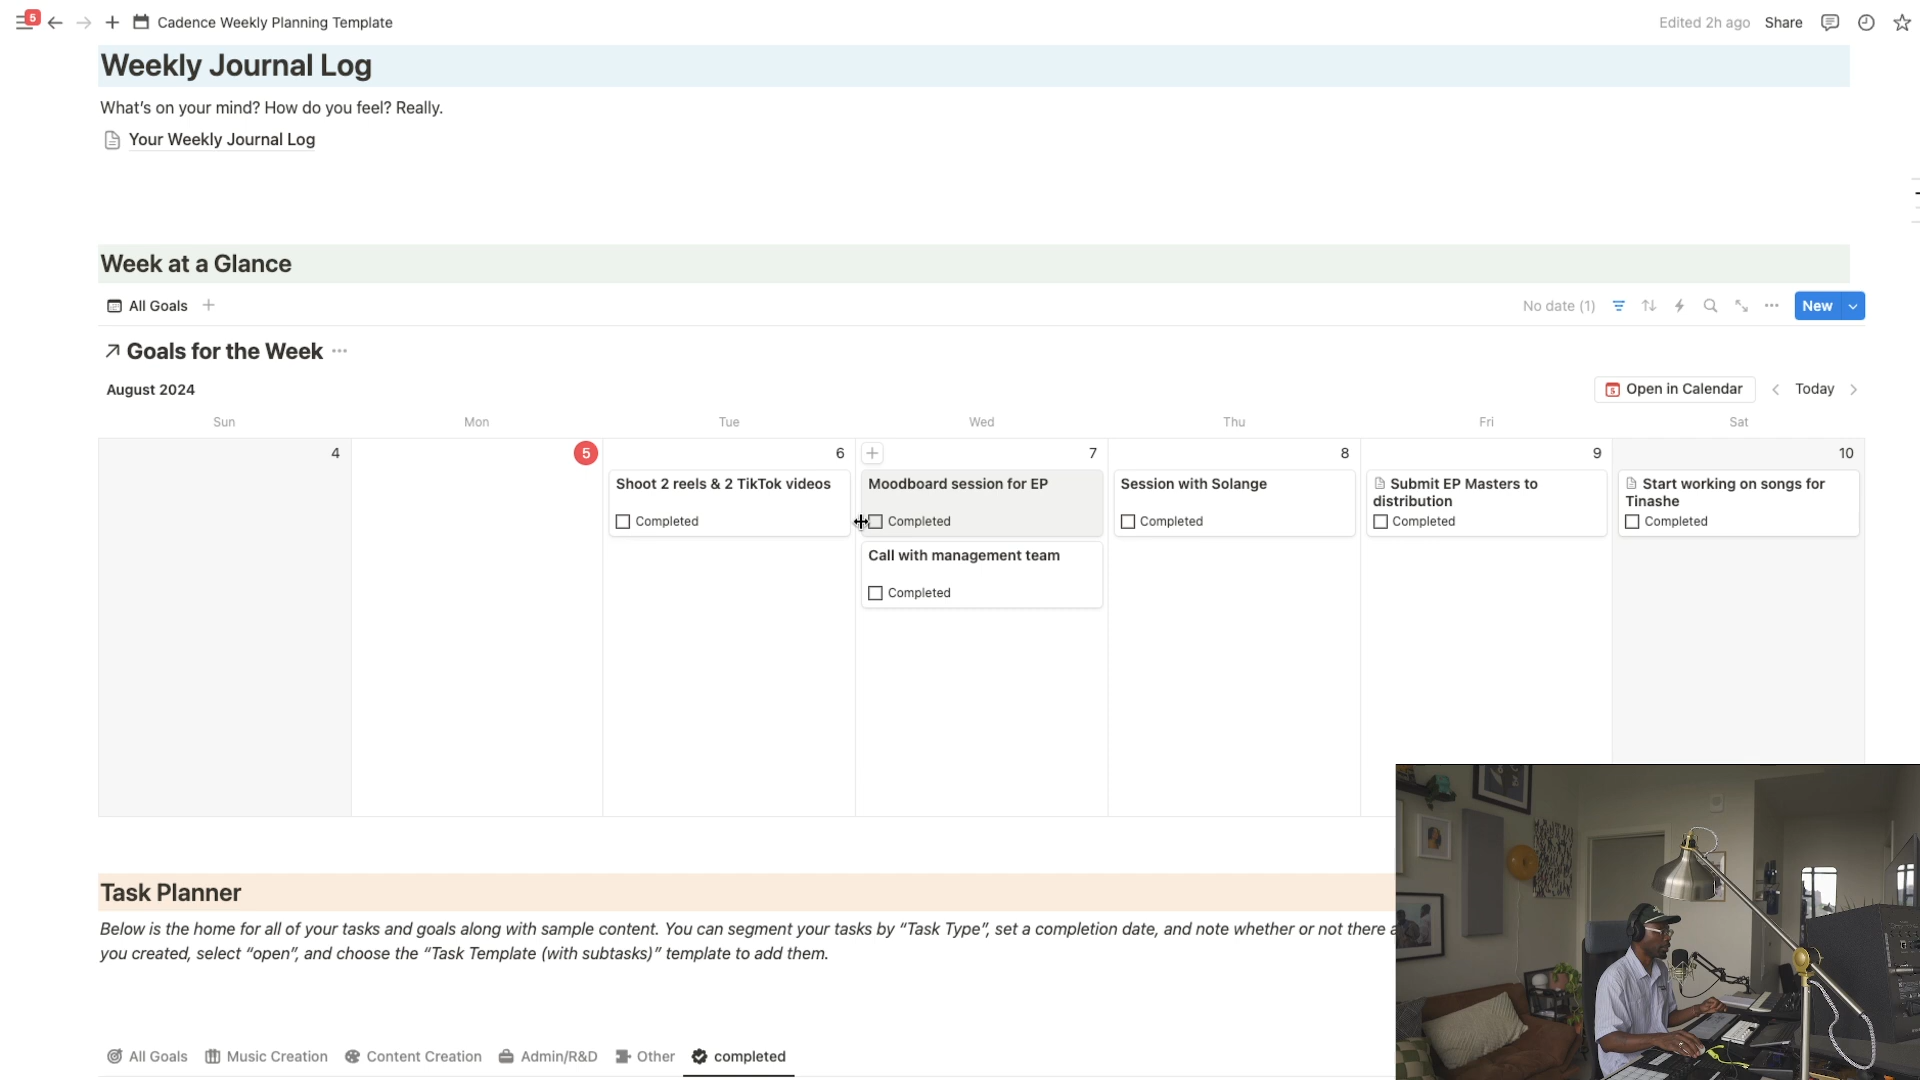 5
Cadence Weekly Planning Template
Edited 2h ago
Share
Weekly Journal Log
What's on your mind? How do you feel? Really.
Your Weekly Journal Log
Week at a Glance
All Goals
No date (1)
New
Goals for the Week
August 2024
5
Open in Calendar
Today
Sun
Mon
Tue
Wed
Thu
Fri
Sat
4
5
6
7
8
9
10
Shoot 2 reels & 2 TikTok videos
Completed
Moodboard session for EP
Completed
Call with management team
Completed
Session with Solange
Completed
Submit EP Masters to
distribution
Completed
Start working on songs for
Tinashe
Completed
Task Planner
Below is the home for all of your tasks and goals along with sample content. You can segment your tasks by “Task Type”, set a completion date, and note whether or not there
you created, select “open”, and choose the “Task Template (with subtasks)” template to add them.
All Goals
Music Creation
Content Creation
Admin/R&D
Other
completed